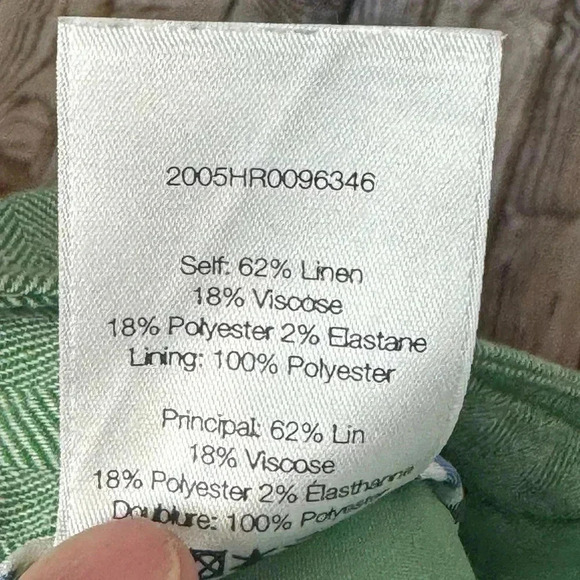 2005HR0096346
Self: 62% Linen
18% Viscose
18% Polyester 2% Elastane
Lining: 100% Polyester
Principal: 62% Lin
18% Viscose
18% Polyester 2% Élasthanne
Doublure: 100% Polyester